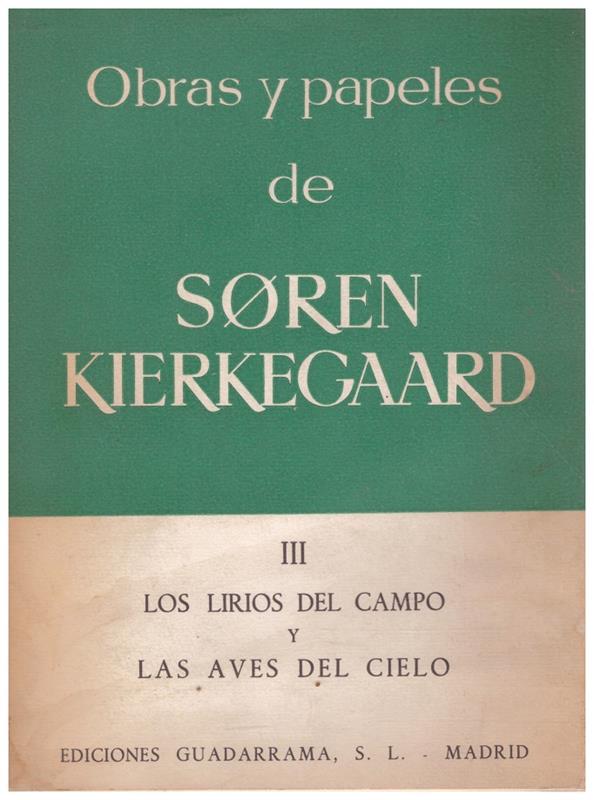 Obras y papeles
de
SØREN
KIERKEGAARD
III
LOS LIRIOS DEL CAMPO
Y
LAS AVES DEL CIELO
EDICIONES GUADARRAMA, S. L. - MADRID